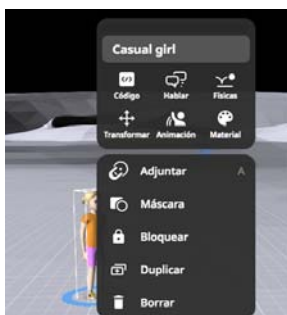 Casual girl
Código Hablar Físicas
Transformar Animación Material
Adjuntar A
Máscara
Bloquear
Duplicar
Borrar